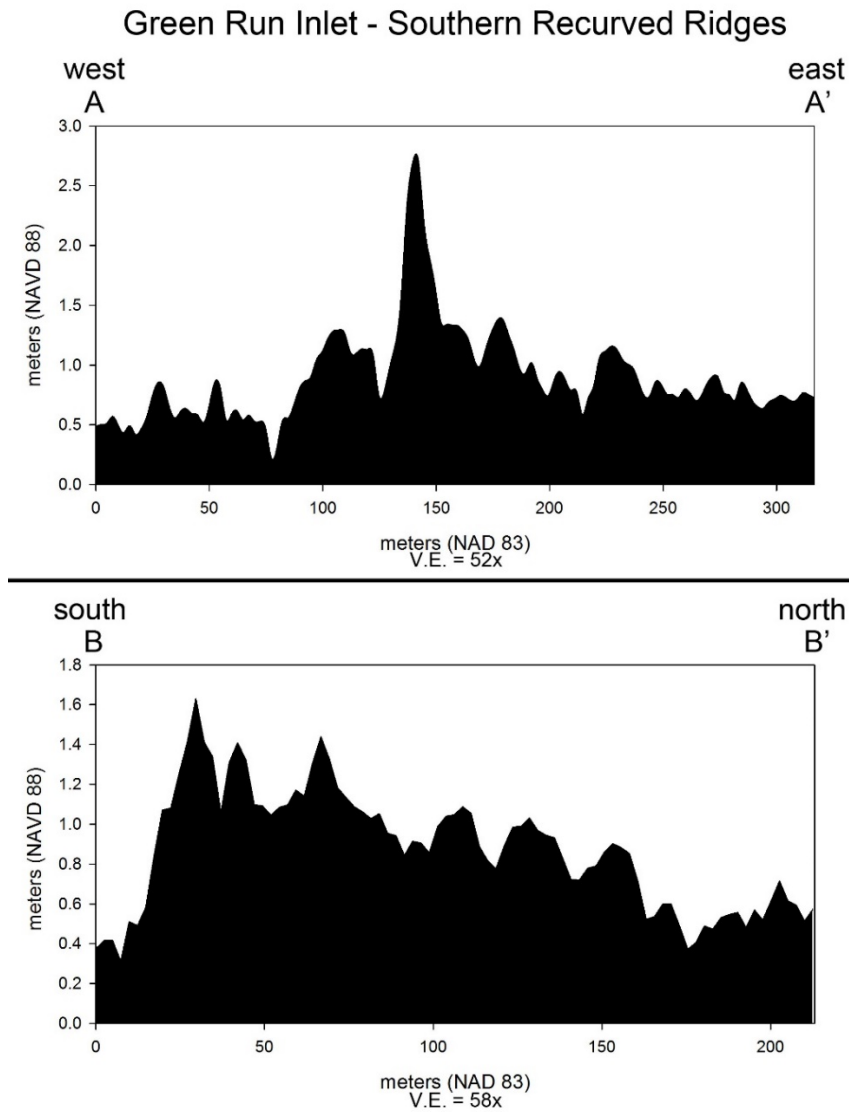 Green Run Inlet - Southern Recurved Ridges
west east
A A’
3.0
2.5
2.0
1.5
1.0
0.5
0.0
meters (NAVD 88)
0 50 100 150 200 250 300
meters (NAD 83)
V.E. = 52x
south north
B B’
1.8
1.6
1.4
1.2
1.0
0.8
0.6
0.4
0.2
0.0
meters (NAVD 88)
0 50 100 150 200
meters (NAD 83)
V.E. = 58x